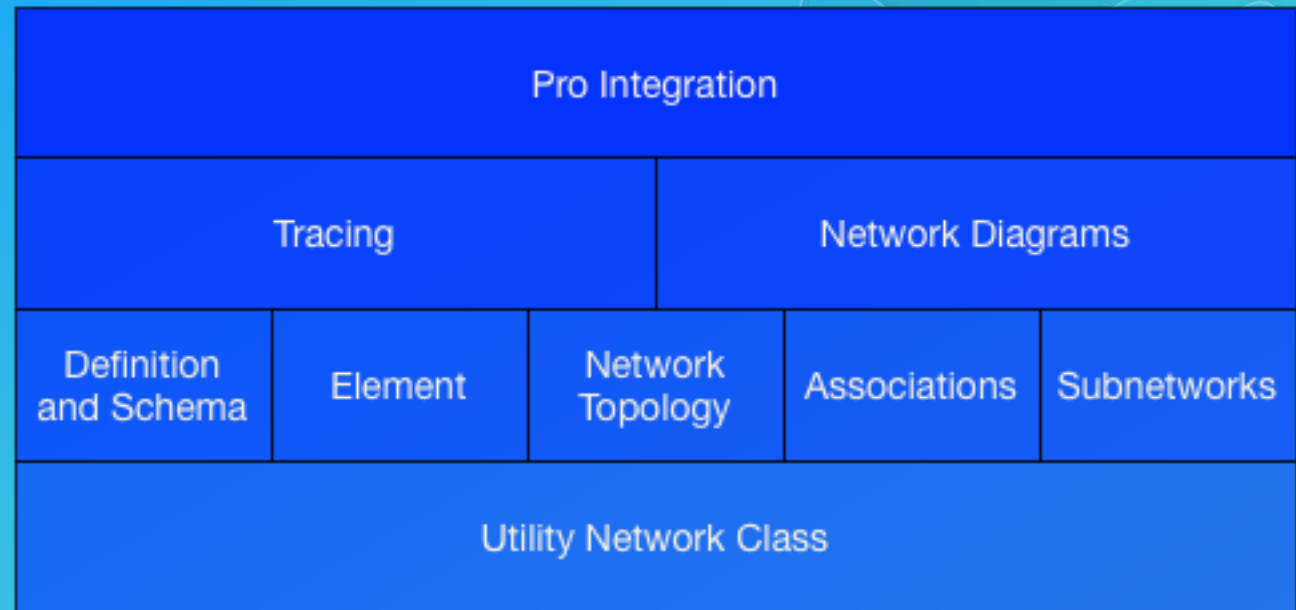 Pro Integration
Tracing
Network Diagrams
Definition
and Schema
Element
Network
Topology
Associations
Subnetworks
Utility Network Class